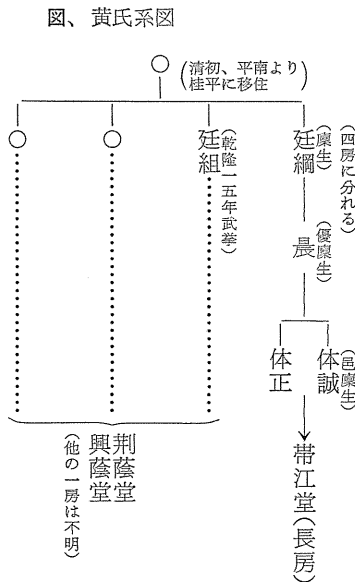 図、黄氏系図
○(清初、平南より
桂平に移住)
(四房に分れる)
廷綱
(廩生)
晨
(優廩生)
体誠
(邑廩生)
体正
帯江堂(長房)
廷組
(乾隆一五年武挙)
○
○
荆蔭堂
興蔭堂
(他の一房は不明)